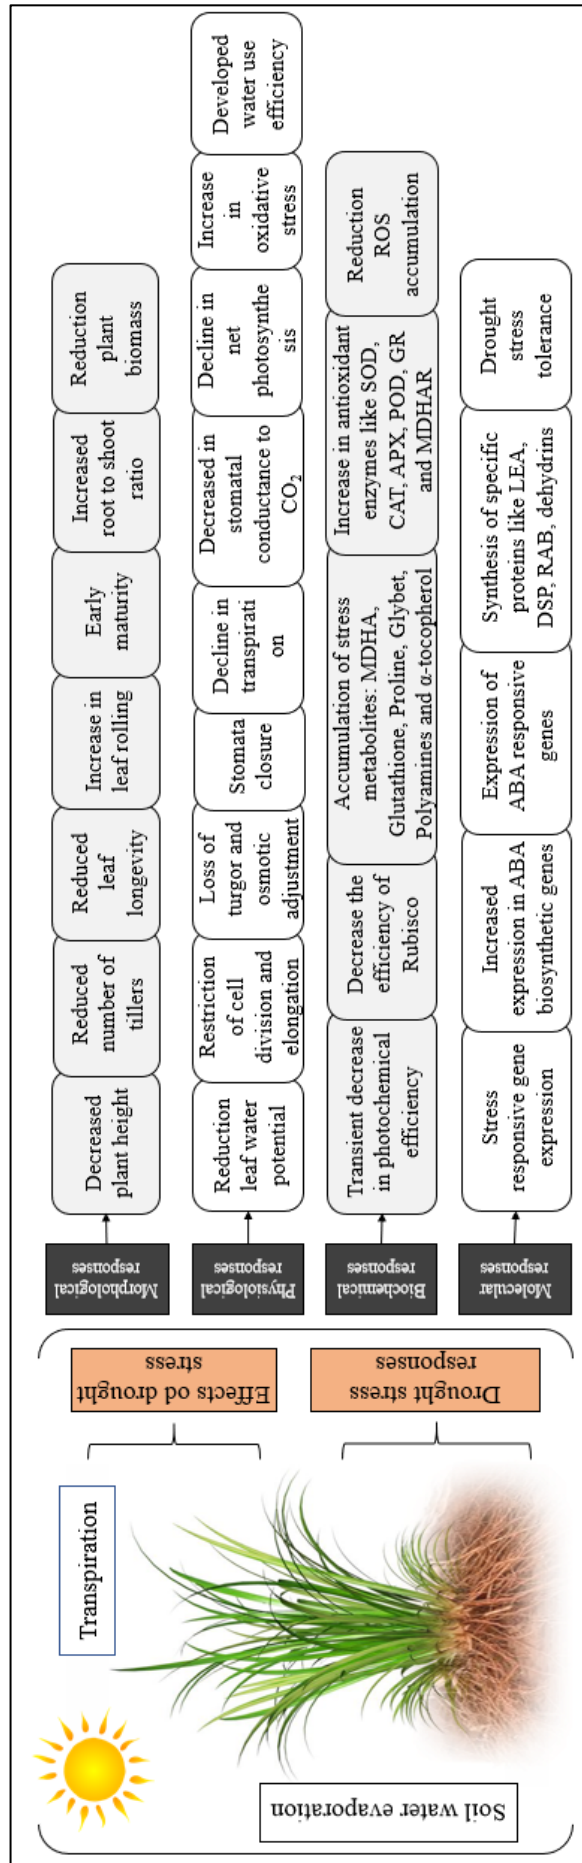 Transpiration
Soil water evaporation
Effects od drought
stress
Drought stress
responses
Morphological
responses
Decreased
plant height
Reduced
number of
tillers
Reduced
leaf
longevity
Increase in
leaf rolling
Early
maturity
Increased
root to shoot
ratio
Reduction
plant
biomass
Physiological
responses
Reduction
leaf water
potential
Restriction
of cell
division and
elongation
Loss of
turgor and
osmotic
adjustment
Stomata
closure
Decline in
transpirati
on
Decreased in
stomatal
conductance to
CO₂
Decline in
net
photosynthe
sis
Increase
in
oxidative
stress
Developed
water use
efficiency
Biochemical
responses
Transient decrease
in photochemical
efficiency
Decrease the
efficiency of
Rubisco
Accumulation of stress
metabolites: MDHA,
Glutathione, Proline, Glybet,
Polyamines and α-tocopherol
Increase in antioxidant
enzymes like SOD,
CAT, APX, POD, GR
and MDHAR
Reduction
ROS
accumulation
Molecular
responses
Stress
responsive gene
expression
Increased
expression in ABA
biosynthetic genes
Expression of
ABA responsive
genes
Synthesis of specific
proteins like LEA,
DSP, RAB, dehydrins
Drought
stress
tolerance